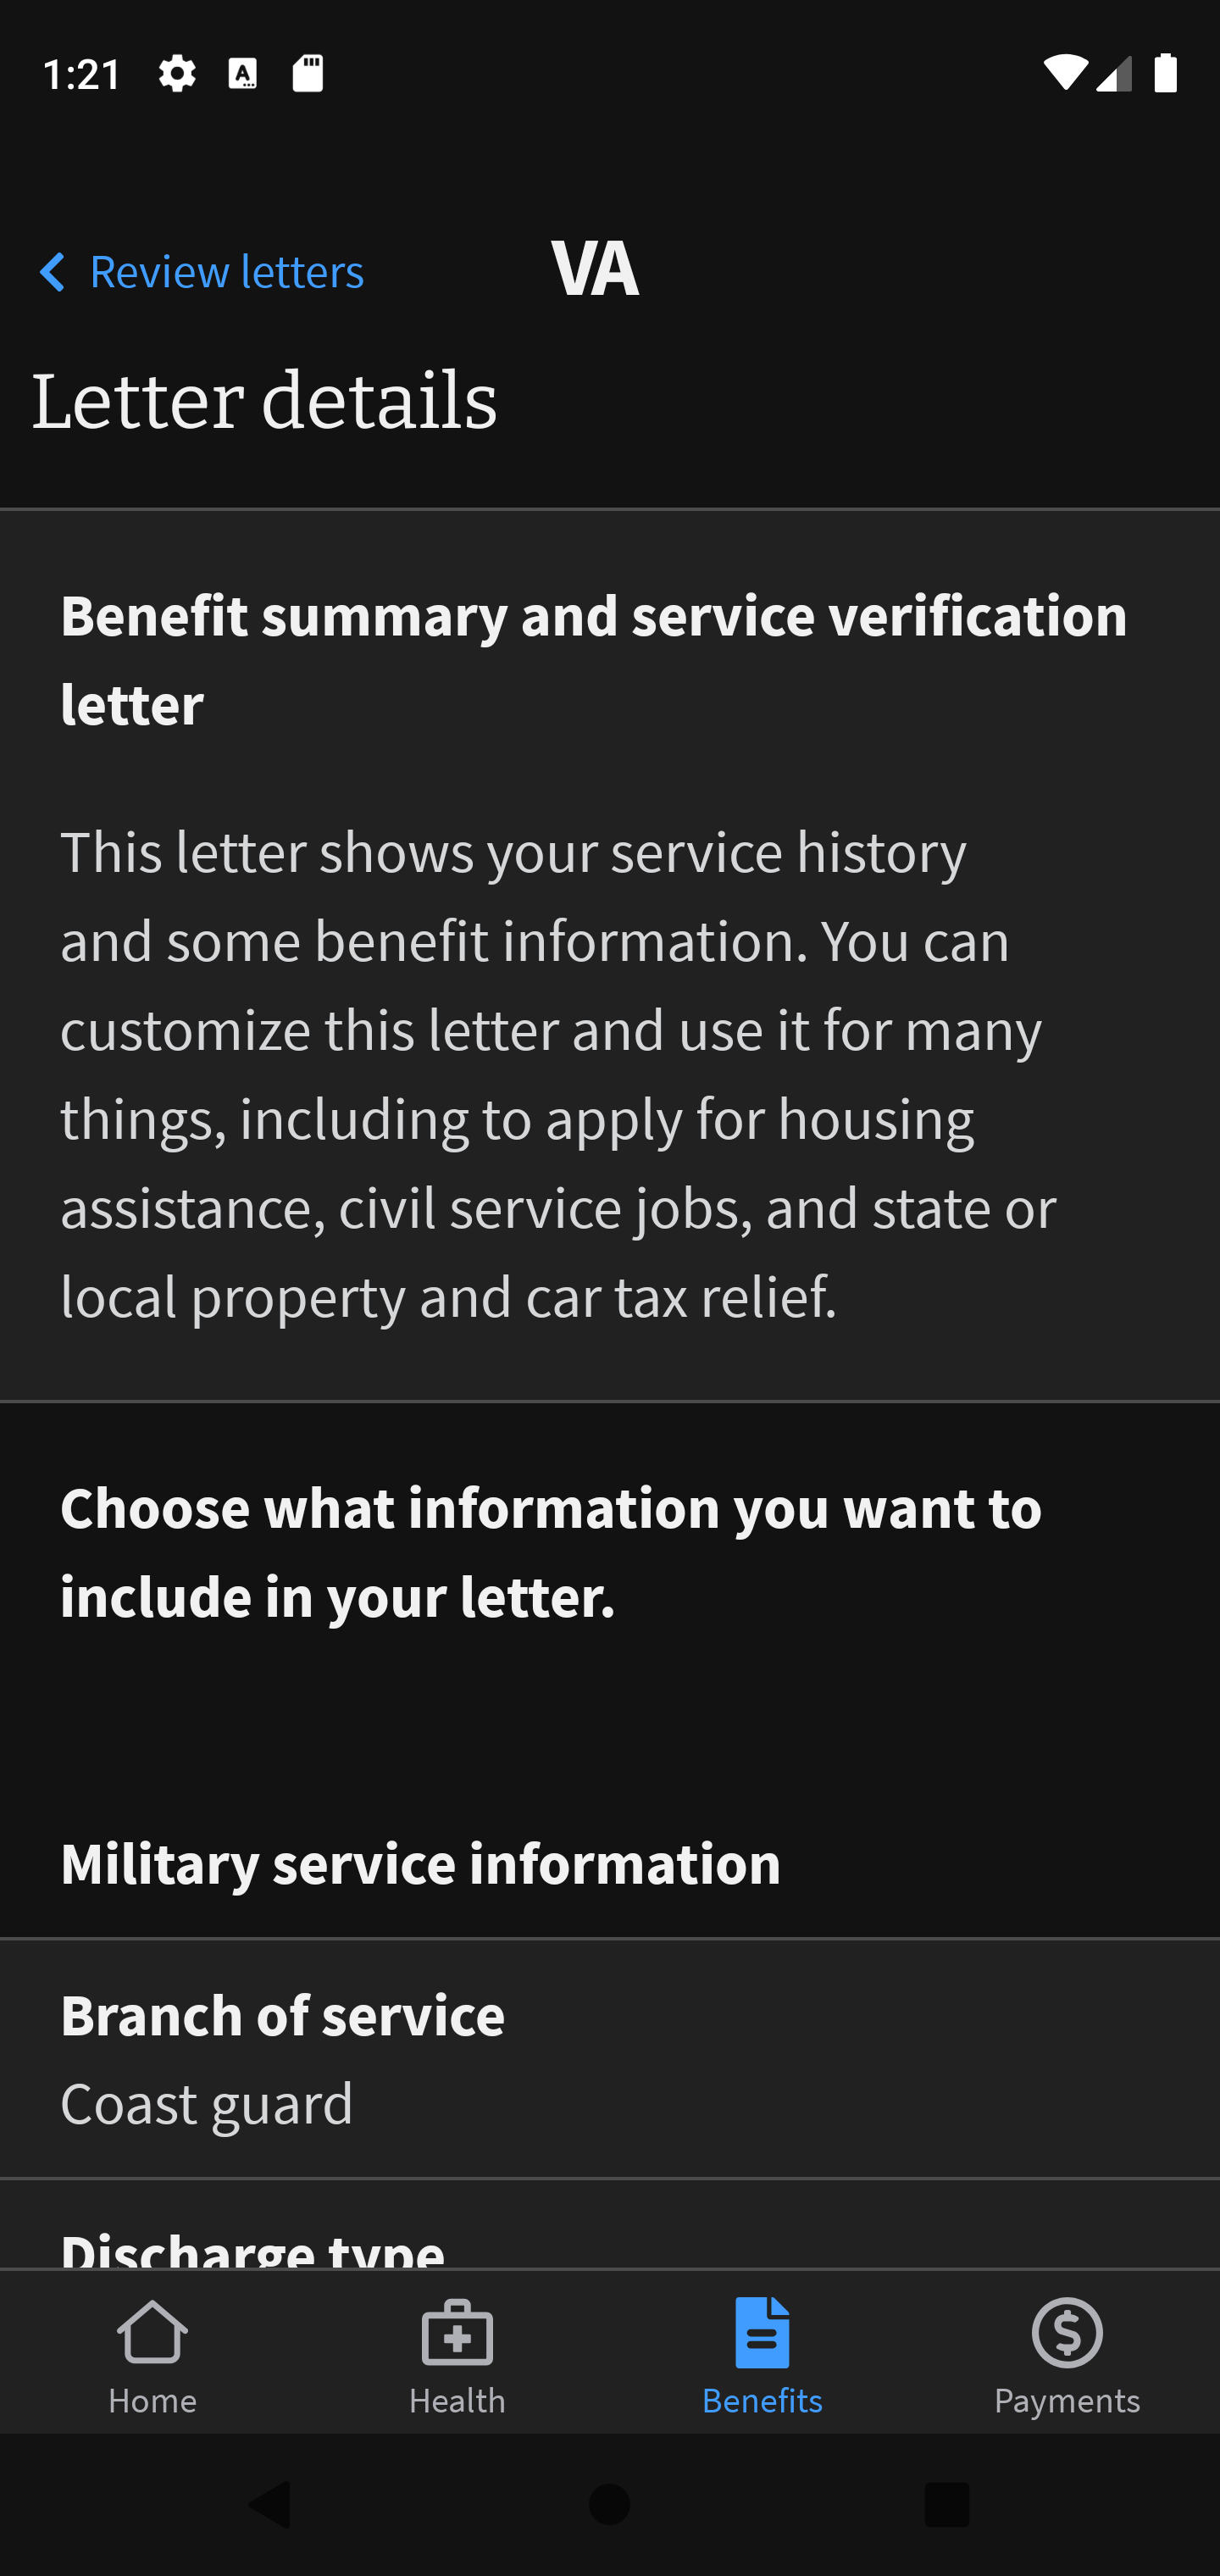 1:21
Review letters
VA
Letter details
Benefit summary and service verification
letter
This letter shows your service history
and some benefit information. You can
customize this letter and use it for many
things, including to apply for housing
assistance, civil service jobs, and state or
local property and car tax relief.
Choose what information you want to
include in your letter.
Military service information
Branch of service
Coast guard
Discharge type
Home
Health
Benefits
Payments